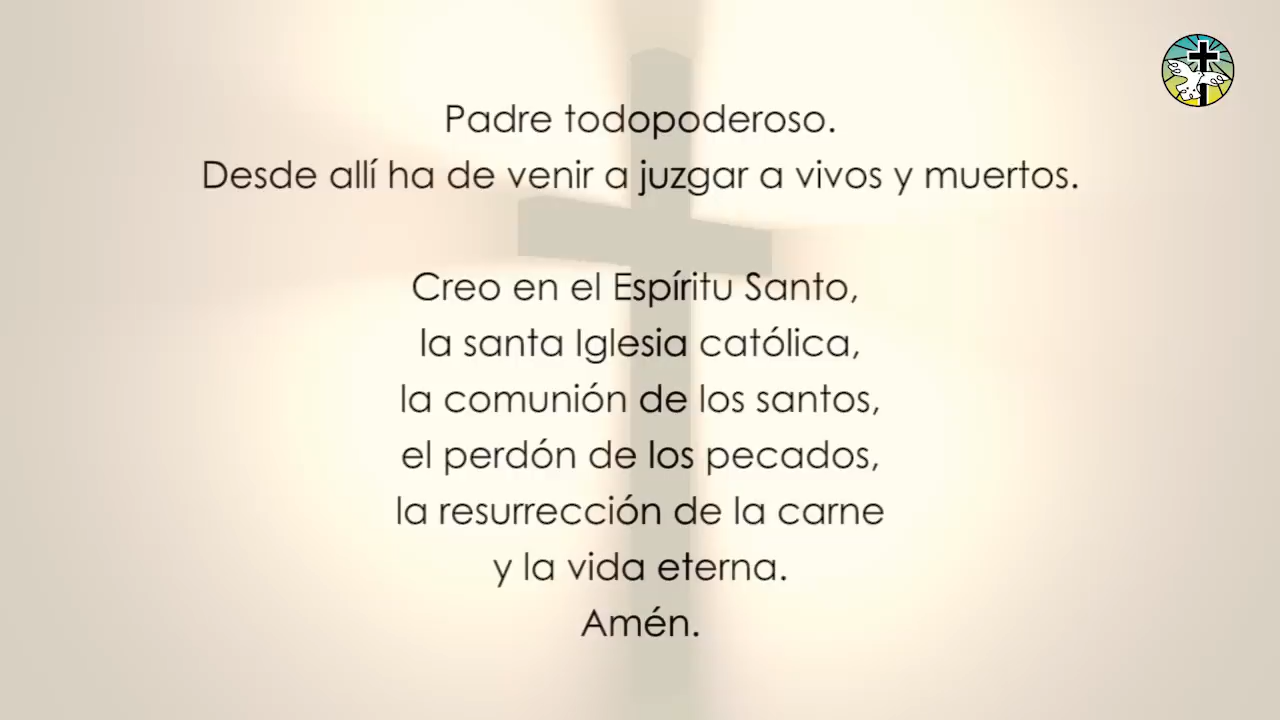 Padre todopoderoso.
Desde allí ha de venir a juzgar a vivos y muertos.
Creo en el Espíritu Santo,
la santa Iglesia católica,
la comunión de los santos,
el perdón de los pecados,
la resurrección de la carne
y la vida eterna.
Amén.